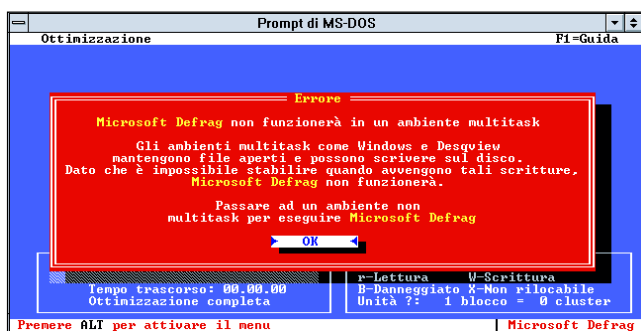 Prompt di MS-DOS
Ottimizzazione F1=Guida
Errore
Microsoft Defrag non funzionerà in un ambiente multitask
Gli ambienti multitask come Windows e Desqview
mantengono file aperti e possono scrivere sul disco.
Dato che è impossibile stabilire quando avvengono tali scritture,
Microsoft Defrag non funzionerà.
Passare ad un ambiente non
multitask per eseguire Microsoft Defrag
OK
Tempo trascorso: 00.00.00
Ottimizzazione completa
r-Lettura W-Scrittura
B-Danneggiato X-Non rilocabile
Unità ?: 1 blocco = 0 cluster
Premere ALT per attivare il menu Microsoft Defrag